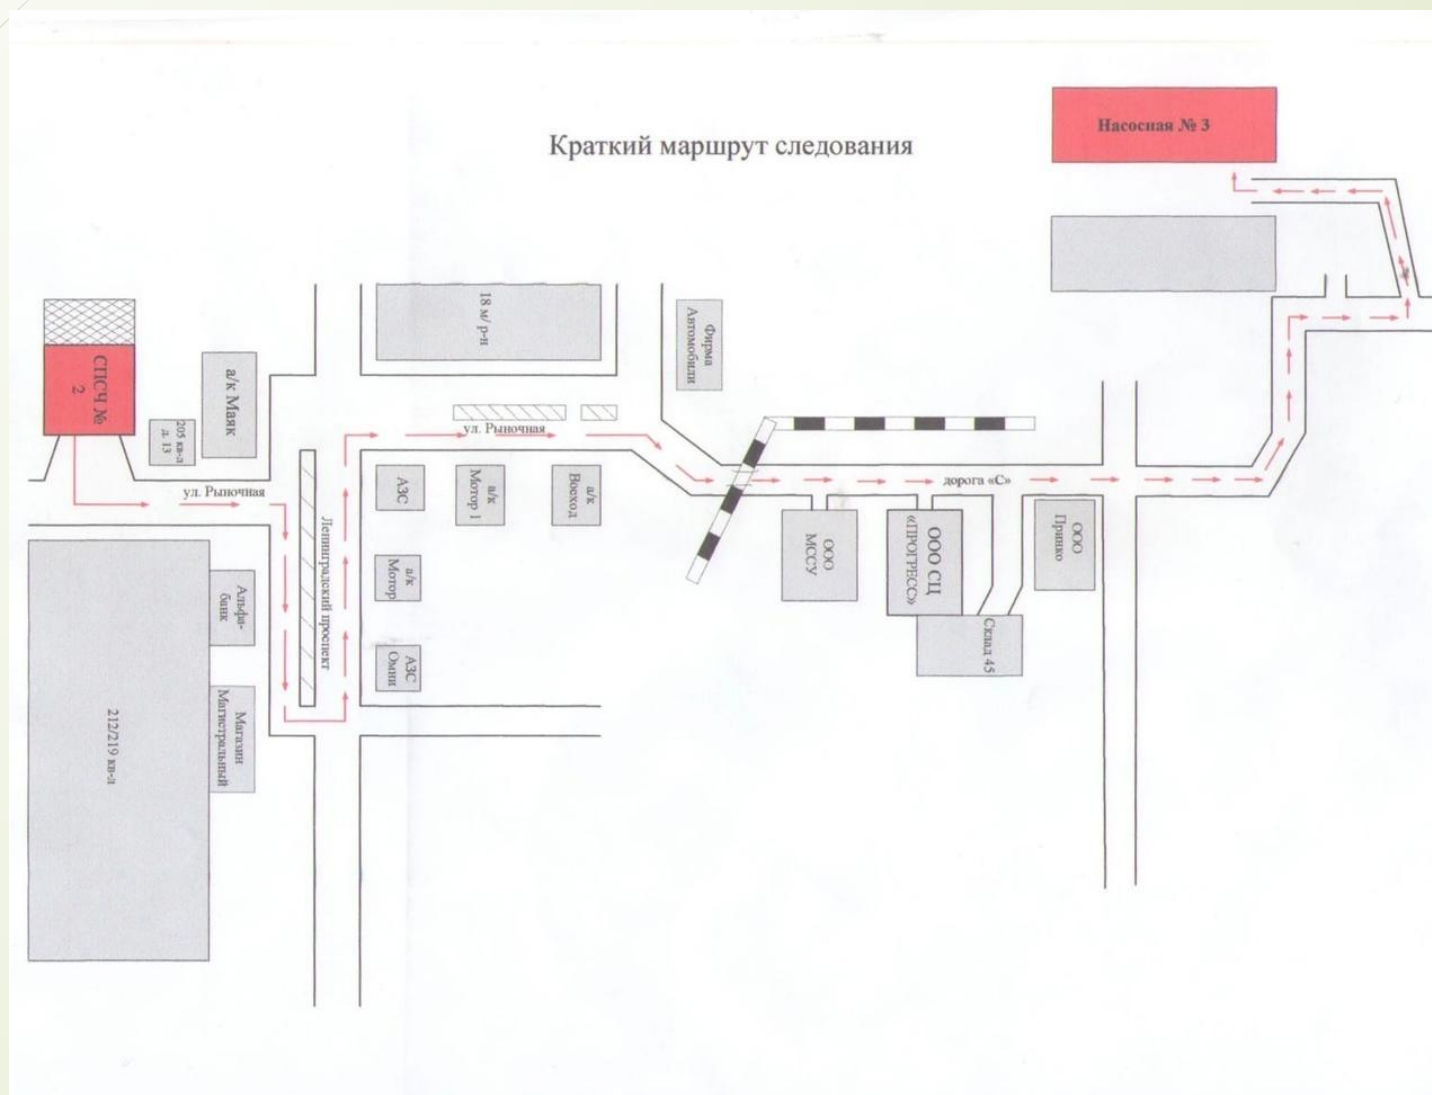 Краткий маршрут следования
Насосная № 3
18 м/ р-н
Фирма
Автомобили
СПСЧ №
2
а/к Маяк
205 кв-л
д. 13
ул. Рыночная
ул. Рыночная
АЗС
а/к
Мотор 1
а/к
Восход
дорога «С»
Ленинградский проспект
ООО
МССУ
ООО СЦ
«ПРОГРЕСС»
ООО
Принко
а/к
Мотор
Альфа-
банк
АЗС
Омни
Склад 45
212/219 кв-л
Магазин
Магистральный